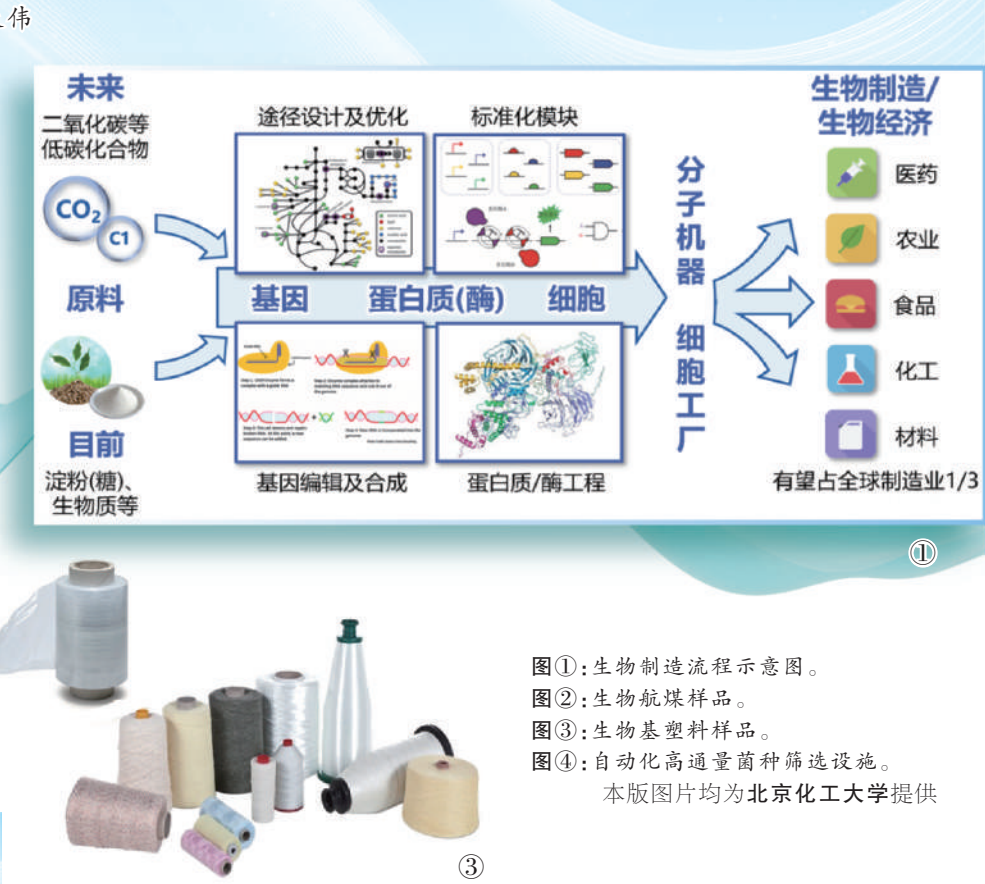 伟
未来
二氧化碳等
低碳化合物
CO₂
C1
原料
目前
淀粉(糖)、
生物质等
途径设计及优化
标准化模块
基因 蛋白质(酶) 细胞
基因编辑及合成
蛋白质/酶工程
分子机器 细胞工厂
生物制造/
生物经济
医药
农业
食品
化工
材料
有望占全球制造业1/3
①
图①:生物制造流程示意图。
图②:生物航煤样品。
图③:生物基塑料样品。
图④:自动化高通量菌种筛选设施。
本版图片均为北京化工大学提供
③